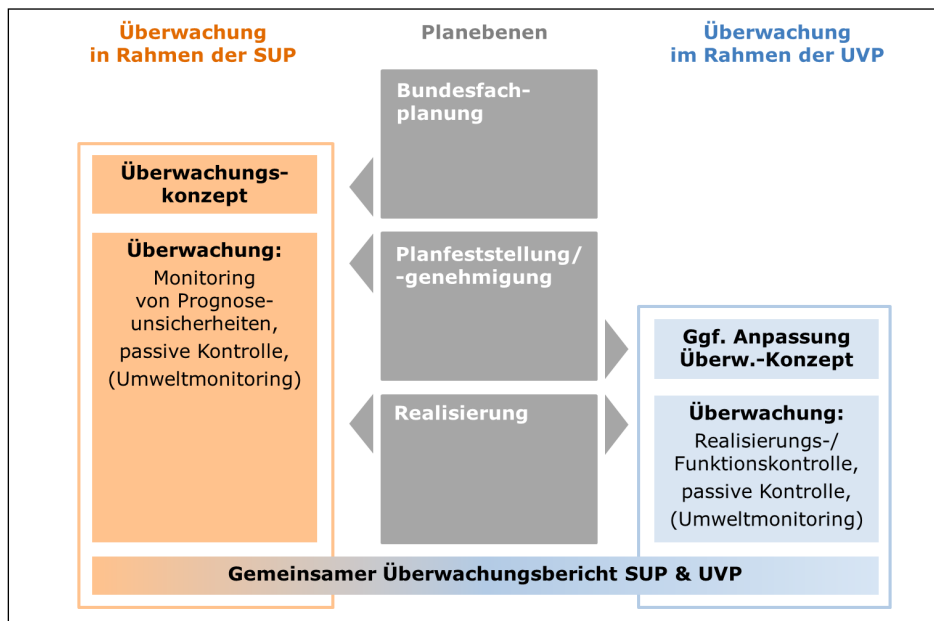 Überwachung
in Rahmen der SUP
Planebenen
Überwachung
im Rahmen der UVP
Bundesfach-
planung
Überwachungs-
konzept
Überwachung:
Monitoring
von Prognose-
unsicherheiten,
passive Kontrolle,
(Umweltmonitoring)
Planfeststellung/
-genehmigung
Ggf. Anpassung
Überw.-Konzept
Realisierung
Überwachung:
Realisierungs-/
Funktionskontrolle,
passive Kontrolle,
(Umweltmonitoring)
Gemeinsamer Überwachungsbericht SUP & UVP